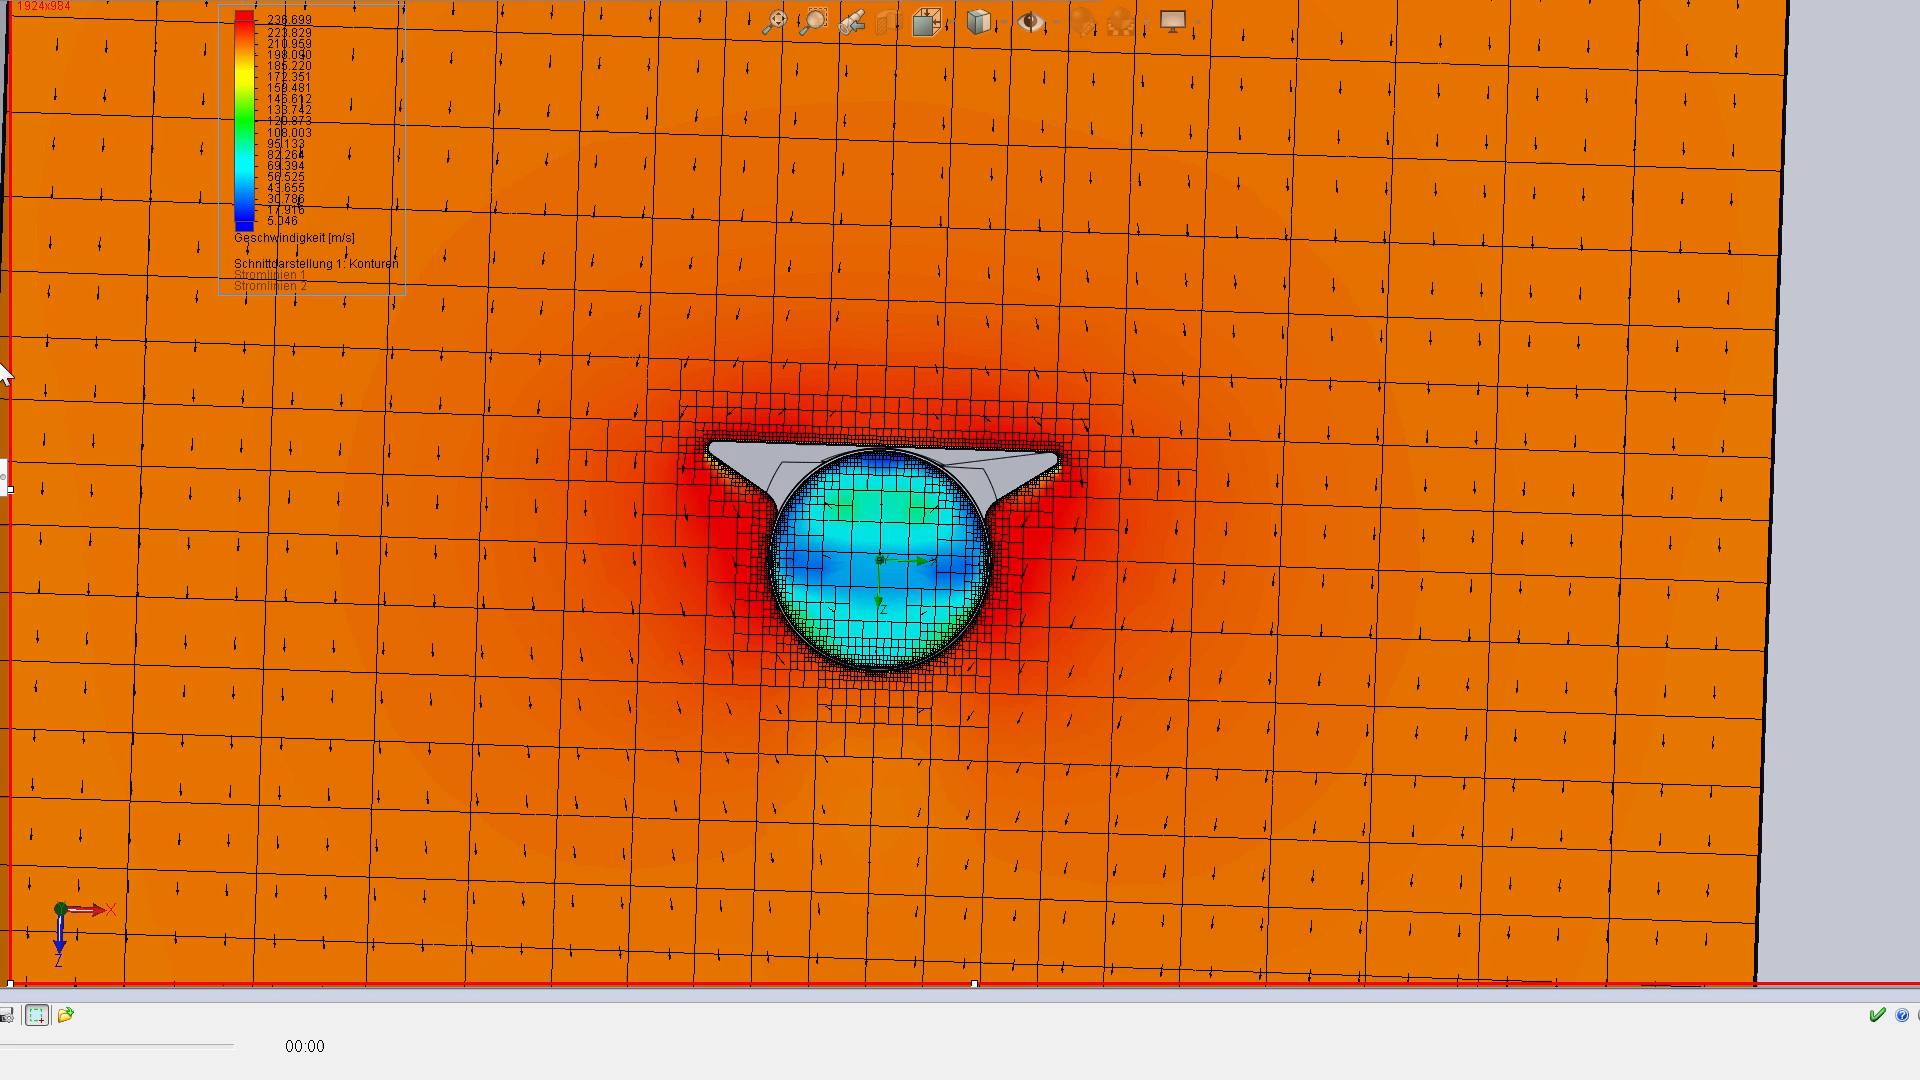 1924x984
236.699
223.829
210.959
198.090
185.220
172.351
159.481
146.612
133.742
120.873
108.003
95.133
82.264
69.394
56.525
43.655
30.786
17.916
5.046
Geschwindigkeit [m/s]
Schnittdarstellung 1: Konturen
Stromlinien 1
Stromlinien 2
Z
X
Z
00:00